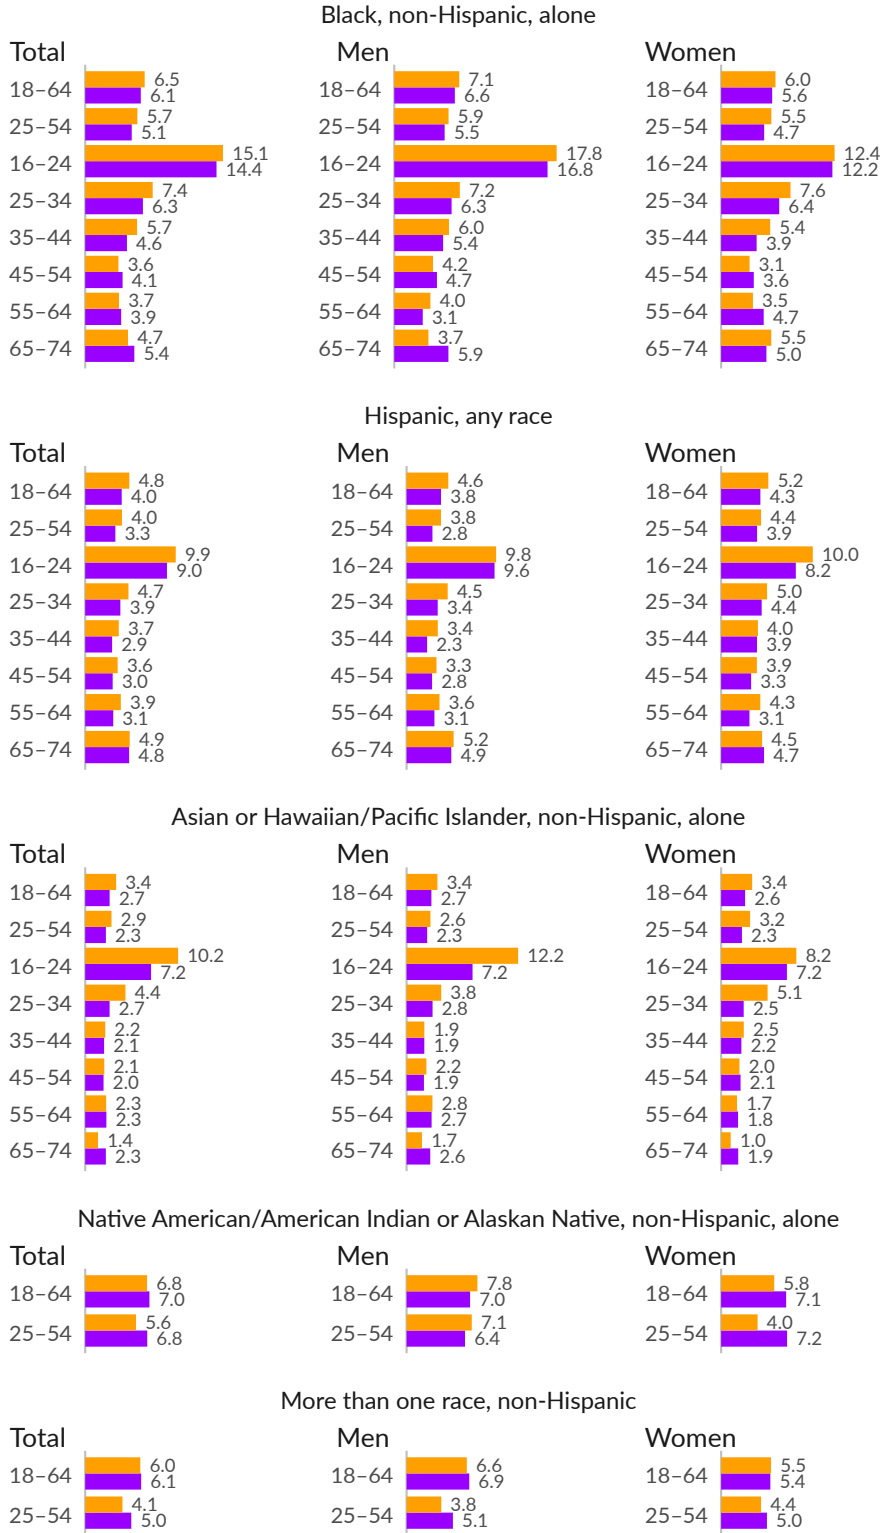 Black, non-Hispanic, alone
Total Men Women
18–64 6.5 18–64 7.1 18–64 6.0
6.1 6.6 5.6
25–54 5.7 25–54 5.9 25–54 5.5
5.1 5.5 4.7
16–24 15.1 16–24 17.8 16–24 12.4
14.4 16.8 12.2
25–34 7.4 25–34 7.2 25–34 7.6
6.3 6.3 6.4
35–44 5.7 35–44 6.0 35–44 5.4
4.6 5.4 3.9
45–54 3.6 45–54 4.2 45–54 3.1
4.1 4.7 3.6
55–64 3.7 55–64 4.0 55–64 3.5
3.9 3.1 4.7
65–74 4.7 65–74 3.7 65–74 5.5
5.4 5.9 5.0
Hispanic, any race
Total Men Women
18–64 4.8 18–64 4.6 18–64 5.2
4.0 3.8 4.3
25–54 4.0 25–54 3.8 25–54 4.4
3.3 2.8 3.9
16–24 9.9 16–24 9.8 16–24 10.0
9.0 9.6 8.2
25–34 4.7 25–34 4.5 25–34 5.0
3.9 3.4 4.4
35–44 3.7 35–44 3.4 35–44 4.0
2.9 2.3 3.9
45–54 3.6 45–54 3.3 45–54 3.9
3.0 2.8 3.3
55–64 3.9 55–64 3.6 55–64 4.3
3.1 3.1 3.1
65–74 4.9 65–74 5.2 65–74 4.5
4.8 4.9 4.7
Asian or Hawaiian/Pacific Islander, non-Hispanic, alone
Total Men Women
18–64 3.4 18–64 3.4 18–64 3.4
2.7 2.7 2.6
25–54 2.9 25–54 2.6 25–54 3.2
2.3 2.3 2.3
16–24 10.2 16–24 12.2 16–24 8.2
7.2 7.2 7.2
25–34 4.4 25–34 3.8 25–34 5.1
2.7 2.8 2.5
35–44 2.2 35–44 1.9 35–44 2.5
2.1 1.9 2.2
45–54 2.1 45–54 2.2 45–54 2.0
2.0 1.9 2.1
55–64 2.3 55–64 2.8 55–64 1.7
2.3 2.7 1.8
65–74 1.4 65–74 1.7 65–74 1.0
2.3 2.6 1.9
Native American/American Indian or Alaskan Native, non-Hispanic, alone
Total Men Women
18–64 6.8 18–64 7.8 18–64 5.8
7.0 7.0 7.1
25–54 5.6 25–54 7.1 25–54 4.0
6.8 6.4 7.2
More than one race, non-Hispanic
Total Men Women
18–64 6.0 18–64 6.6 18–64 5.5
6.1 6.9 5.4
25–54 4.1 25–54 3.8 25–54 4.4
5.0 5.1 5.0